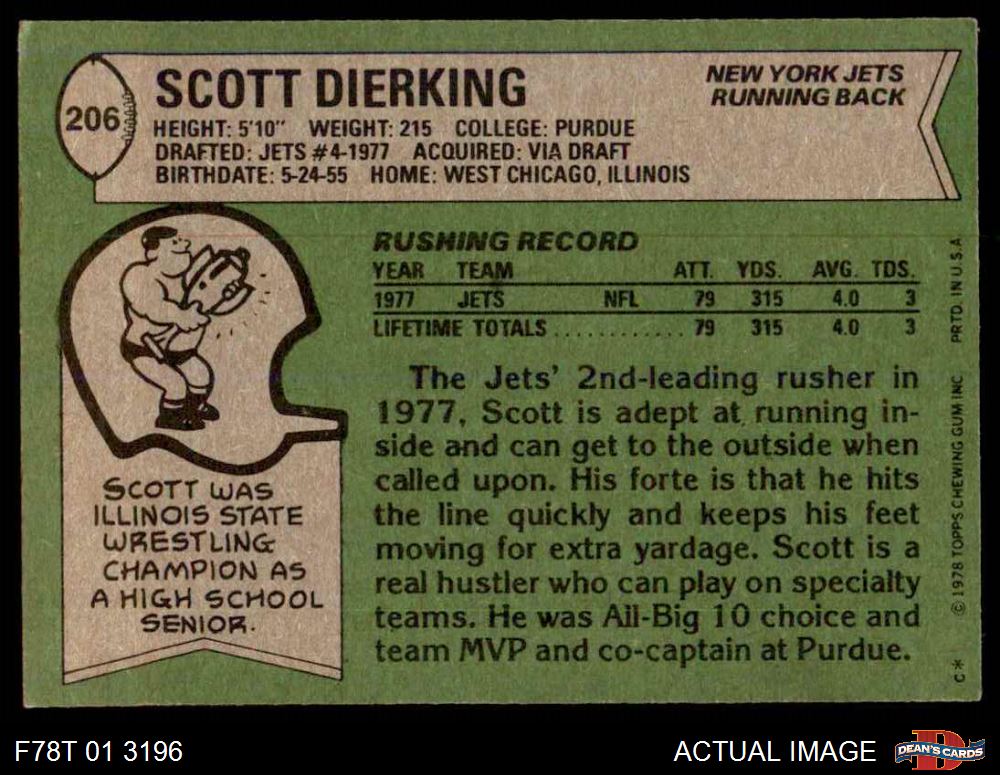 206
SCOTT DIERKING
NEW YORK JETS
RUNNING BACK
HEIGHT: 5'10" WEIGHT: 215 COLLEGE: PURDUE
DRAFTED: JETS #4-1977 ACQUIRED: VIA DRAFT
BIRTHDATE: 5-24-55 HOME: WEST CHICAGO, ILLINOIS
RUSHING RECORD
YEAR TEAM ATT. YDS. AVG. TDS.
1977 JETS NFL 79 315 4.0 3
LIFETIME TOTALS ............ 79 315 4.0 3
The Jets' 2nd-leading rusher in
1977, Scott is adept at running in-
side and can get to the outside when
called upon. His forte is that he hits
the line quickly and keeps his feet
moving for extra yardage. Scott is a
real hustler who can play on specialty
teams. He was All-Big 10 choice and
team MVP and co-captain at Purdue.
SCOTT WAS
ILLINOIS STATE
WRESTLING
CHAMPION AS
A HIGH SCHOOL
SENIOR.
C* © 1978 TOPPS CHEWING GUM INC PRTD. IN U.S.A
F78T 01 3196
ACTUAL IMAGE
D
DEAN'S CARDS